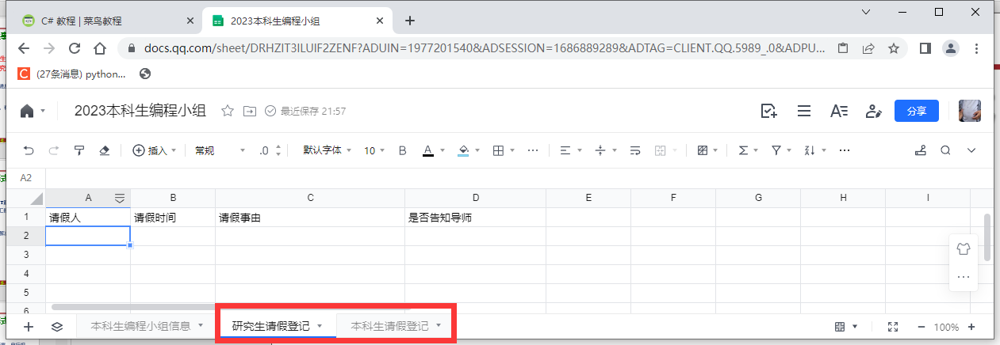 C# 教程 | 菜鸟教程
2023本科生编程小组
docs.qq.com/sheet/DRHZIT3lLUlF2ZENF?ADUIN=1977201540&ADSESSION=1686889289&ADTAG=CLIENT.QQ.5989_.0&ADPU...
(27条消息) python...
2023本科生编程小组
最近保存 21:57
分享
插入
常规
.0
默认字体
10
B
A
A2
A B C D E F G H I
1 请假人 请假时间 请假事由 是否告知导师
2
3
4
5
6
本科生编程小组信息 研究生请假登记 本科生请假登记
100%